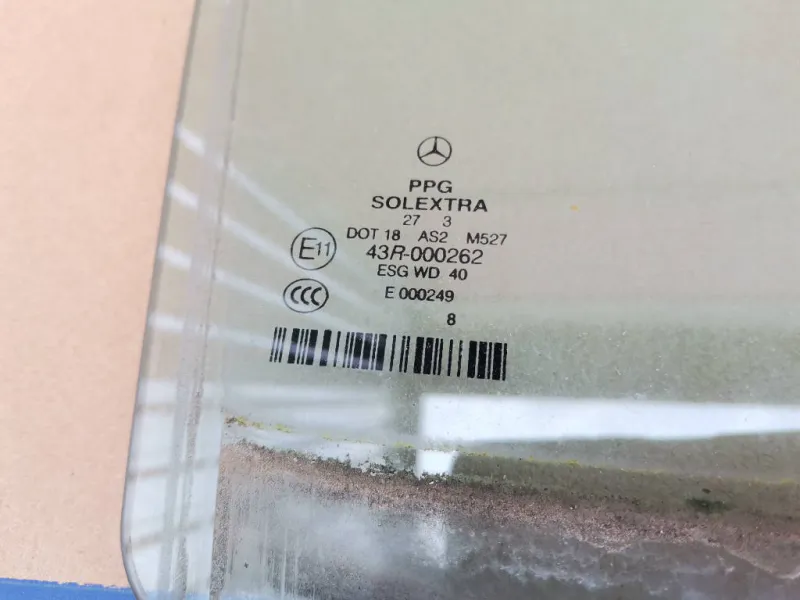 PPG
SOLEXTRA
27 3
DOT 18 AS2 M527
E11 43R-000262
ESG WD 40
CCC E 000249
8